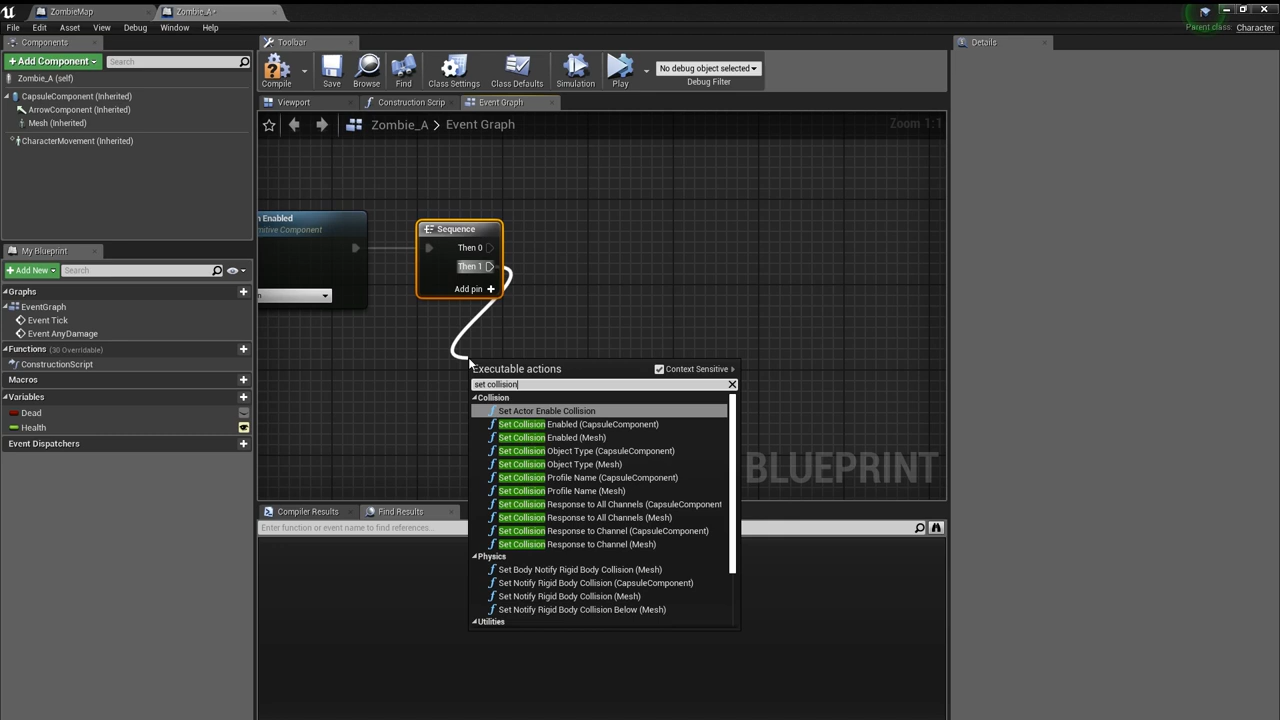 ZombieMap
Zombie_A*
File Edit Asset View Debug Window Help
Parent class: Character
Components
Add Component
Search
Zombie_A (self)
CapsuleComponent (Inherited)
ArrowComponent (Inherited)
Mesh (Inherited)
CharacterMovement (Inherited)
My Blueprint
Add New
Search
Graphs
EventGraph
Event Tick
Event AnyDamage
Functions (30 Overridable)
ConstructionScript
Macros
Variables
Dead
Health
Event Dispatchers
Toolbar
Compile
Save
Browse
Find
Class Settings
Class Defaults
Simulation
Play
No debug object selected
Debug Filter
Viewport
Construction Scrip
Event Graph
Zombie_A > Event Graph
Zoom 1:1
n Enabled
itive Component
n
Sequence
Then 0
Then 1
Add pin
BLUEPRINT
Executable actions
Context Sensitive
set collision
Collision
Set Actor Enable Collision
Set Collision Enabled (CapsuleComponent)
Set Collision Enabled (Mesh)
Set Collision Object Type (CapsuleComponent)
Set Collision Object Type (Mesh)
Set Collision Profile Name (CapsuleComponent)
Set Collision Profile Name (Mesh)
Set Collision Response to All Channels (CapsuleComponent
Set Collision Response to All Channels (Mesh)
Set Collision Response to Channel (CapsuleComponent)
Set Collision Response to Channel (Mesh)
Physics
Set Body Notify Rigid Body Collision (Mesh)
Set Notify Rigid Body Collision (CapsuleComponent)
Set Notify Rigid Body Collision (Mesh)
Set Notify Rigid Body Collision Below (Mesh)
Utilities
Compiler Results
Find Results
Enter function or event name to find references...
Details